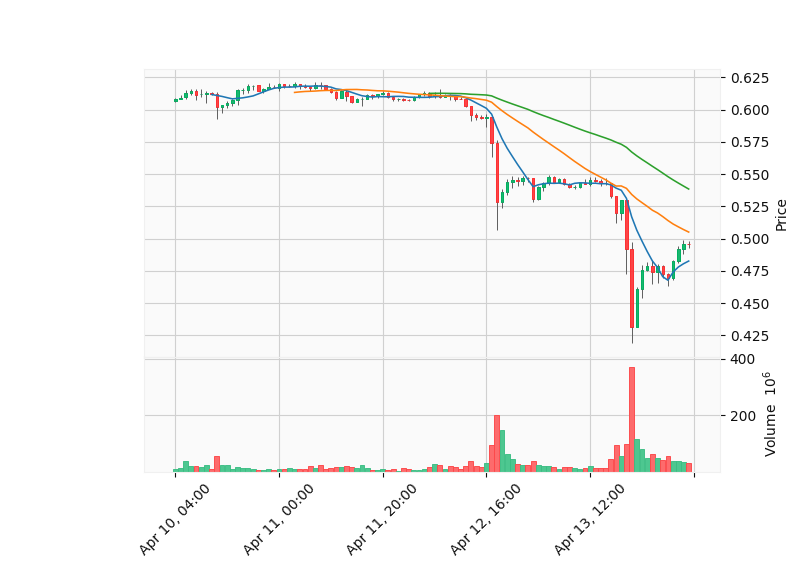 0.625
0.600
0.575
0.550
0.525
0.500
0.475
0.450
0.425
Price
400
200
Volume 10^6
Apr 10, 04:00
Apr 11, 00:00
Apr 11, 20:00
Apr 12, 16:00
Apr 13, 12:00